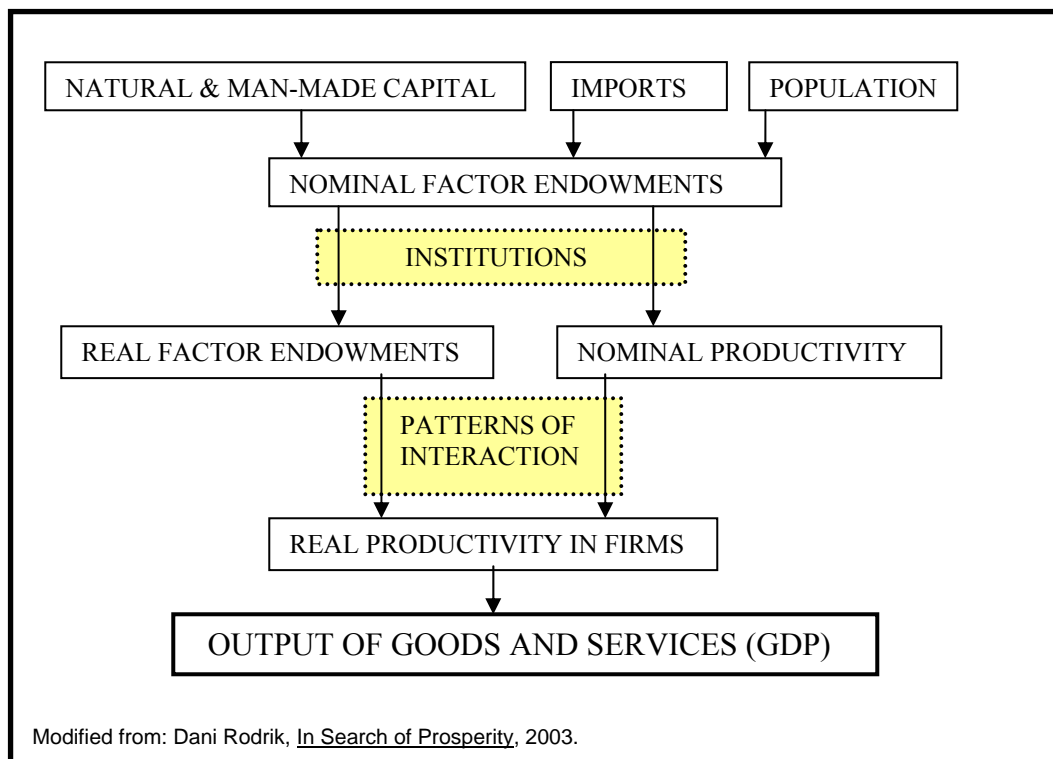 NATURAL & MAN-MADE CAPITAL
IMPORTS
POPULATION
NOMINAL FACTOR ENDOWMENTS
INSTITUTIONS
REAL FACTOR ENDOWMENTS
NOMINAL PRODUCTIVITY
PATTERNS OF
INTERACTION
REAL PRODUCTIVITY IN FIRMS
OUTPUT OF GOODS AND SERVICES (GDP)
Modified from: Dani Rodrik, In Search of Prosperity, 2003.